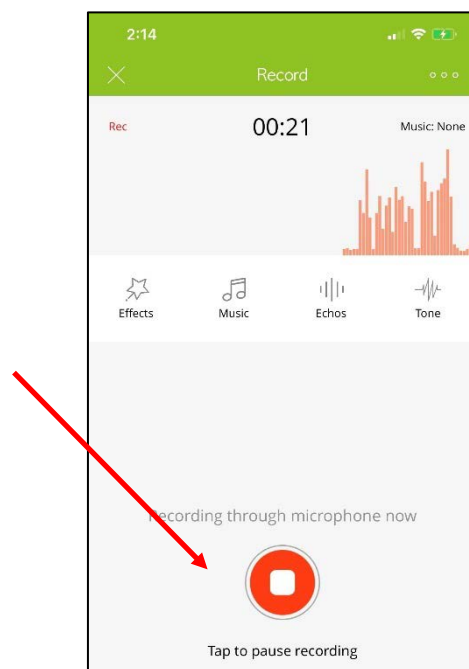 2:14
Record
Rec 00:21 Music: None
Effects Music Echos Tone
Recording through microphone now
Tap to pause recording